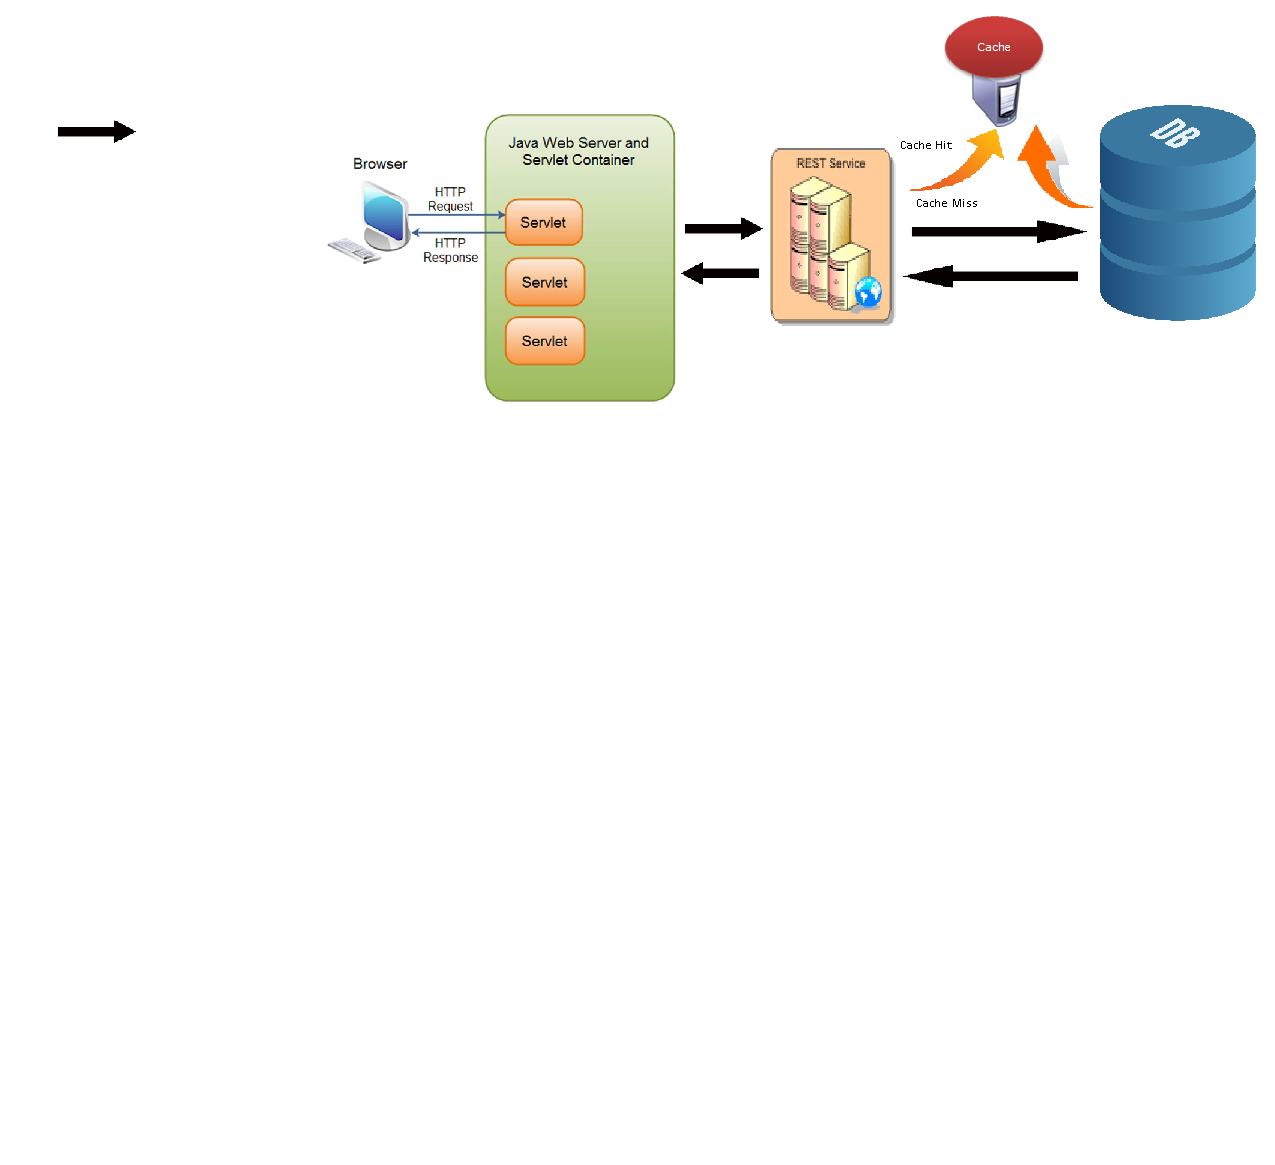 Cache
DB
Java Web Server and
Servlet Container
Browser
HTTP
Request
HTTP
Response
Servlet
Servlet
Servlet
REST Service
Cache Hit
Cache Miss